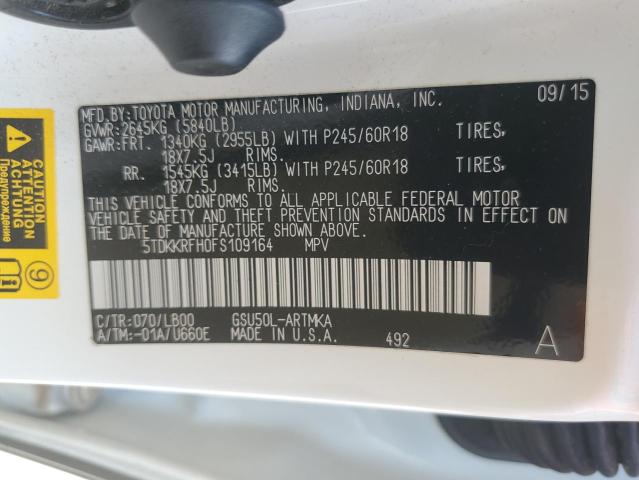 MFD.BY:TOYOTA MOTOR MANUFACTURING, INDIANA, INC. 09/15
GVWR:2645KG (5840LB)
GAWR:FRT. 1340KG (2955LB) WITH P245/60R18 TIRES,
18X7.5J RIMS.
RR. 1545KG (3415LB) WITH P245/60R18 TIRES,
18X7.5J RIMS.
THIS VEHICLE CONFORMS TO ALL APPLICABLE FEDERAL MOTOR
VEHICLE SAFETY AND THEFT PREVENTION STANDARDS IN EFFECT ON
THE DATE OF MANUFACTURE SHOWN ABOVE.
5TDKKRFH0FS109164 MPV
C/TR:070/LB00 GSU50L-ARTMKA
A/TM:-01A/U660E MADE IN U.S.A. 492 A
CAUTION
ATTENTION
ACHTUNG
Предупреждение
9